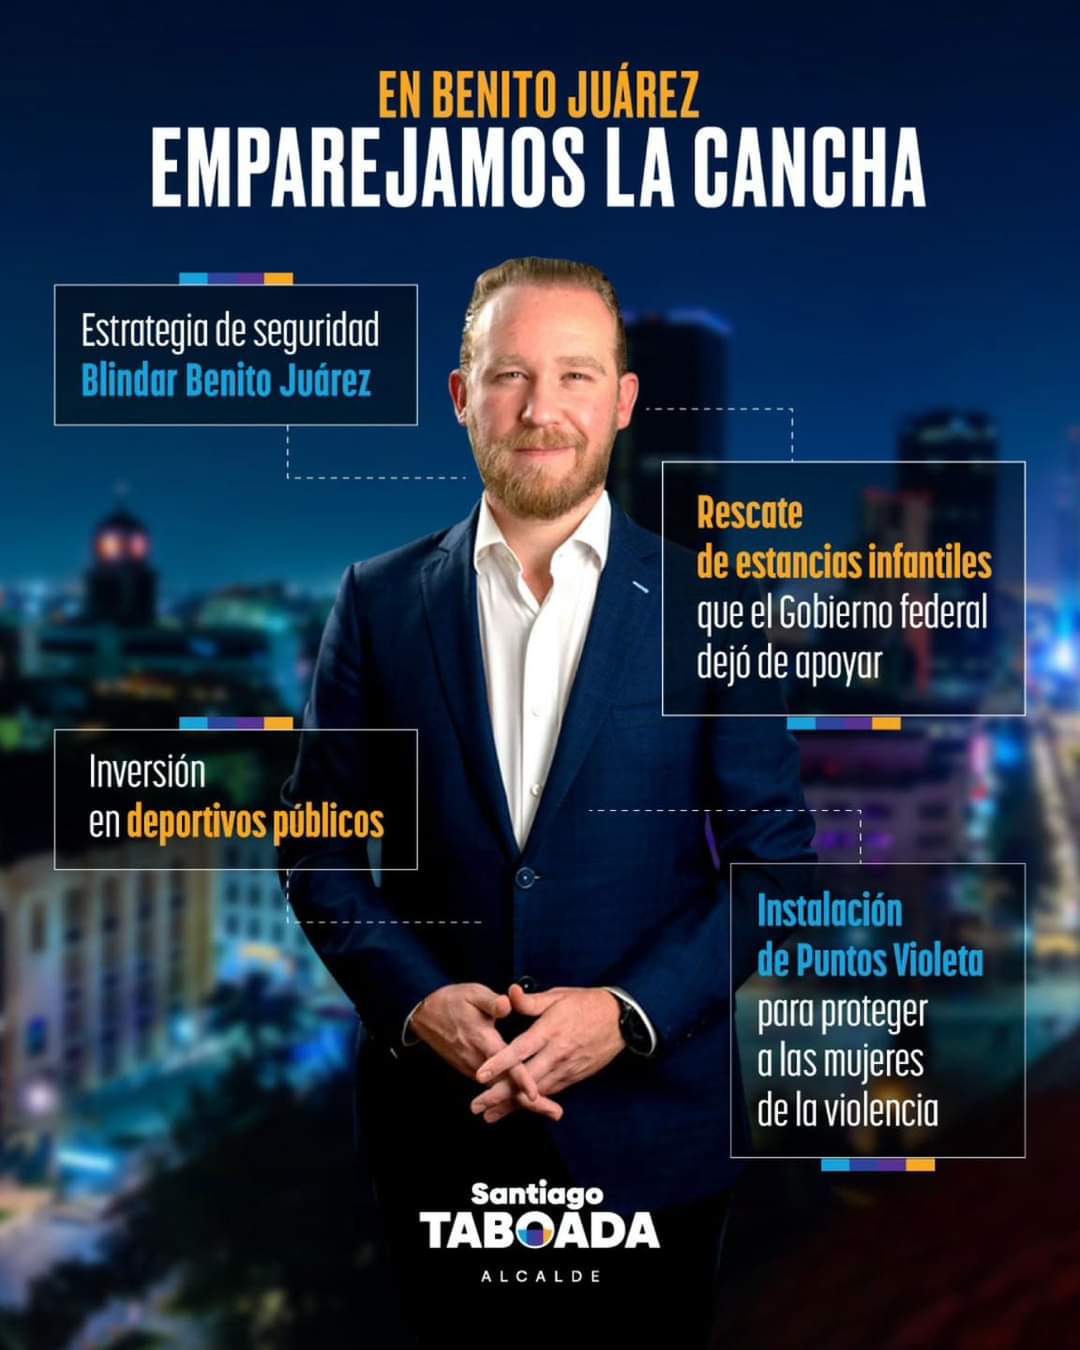 EN BENITO JUÁREZ
EMPAREJAMOS LA CANCHA
Estrategia de seguridad
Blindar Benito Juárez
Rescate
de estancias infantiles
que el Gobierno federal
dejó de apoyar
Inversión
en deportivos públicos
Instalación
de Puntos Violeta
para proteger
a las mujeres
de la violencia
Santiago
TABOADA
ALCALDE